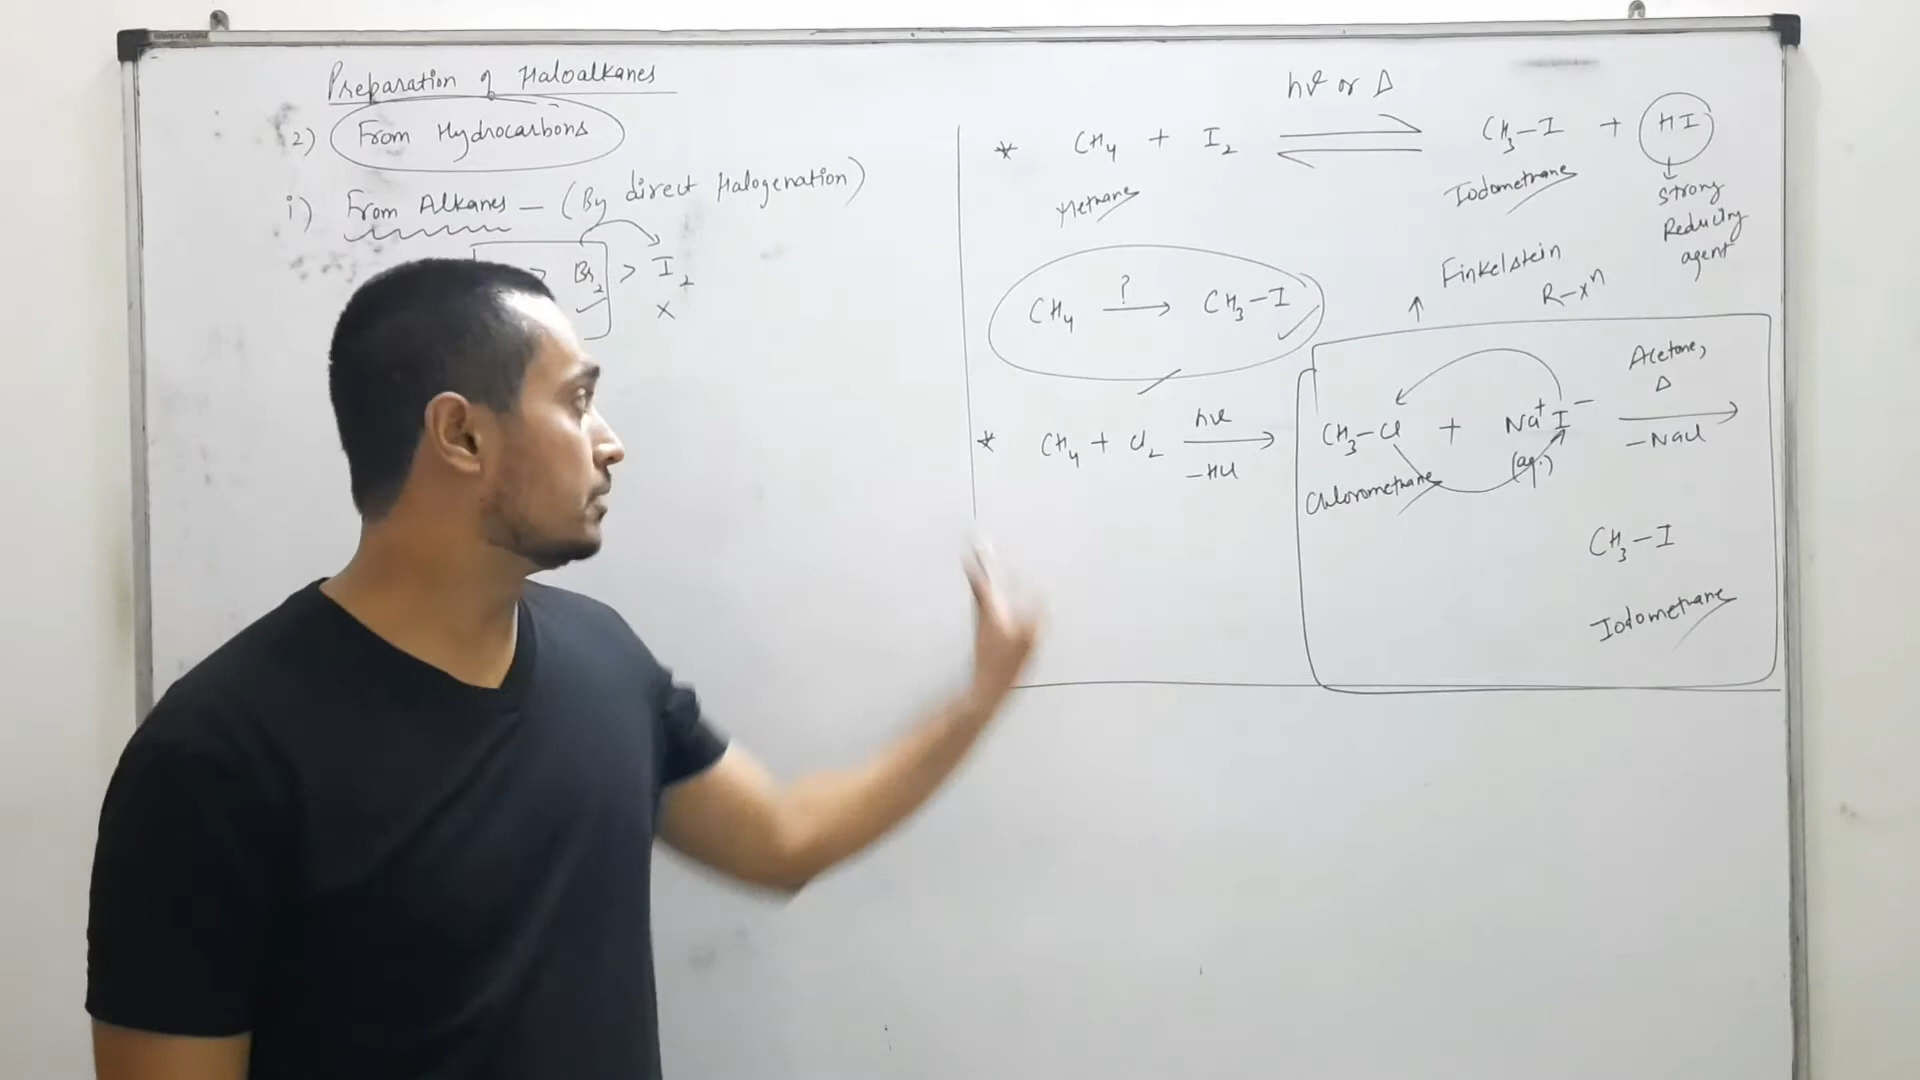 Preparation of Haloalkanes
2) From Hydrocarbons
i) From Alkanes – (By direct Halogenation)
> Br₂ > I₂
✓ ×
hν or Δ
* CH₄ + I₂ ⇌ CH₃–I + HI
Methane Iodomethane
Strong
Reducing
agent
CH₄ ?→ CH₃–I ✓
↑ Finkelstein
R–xⁿ
* CH₄ + Cl₂ hν→ CH₃–Cl + Na⁺I⁻ Acetone, Δ→
–HCl –NaCl
Chloromethane (aq.)
CH₃–I
Iodomethane